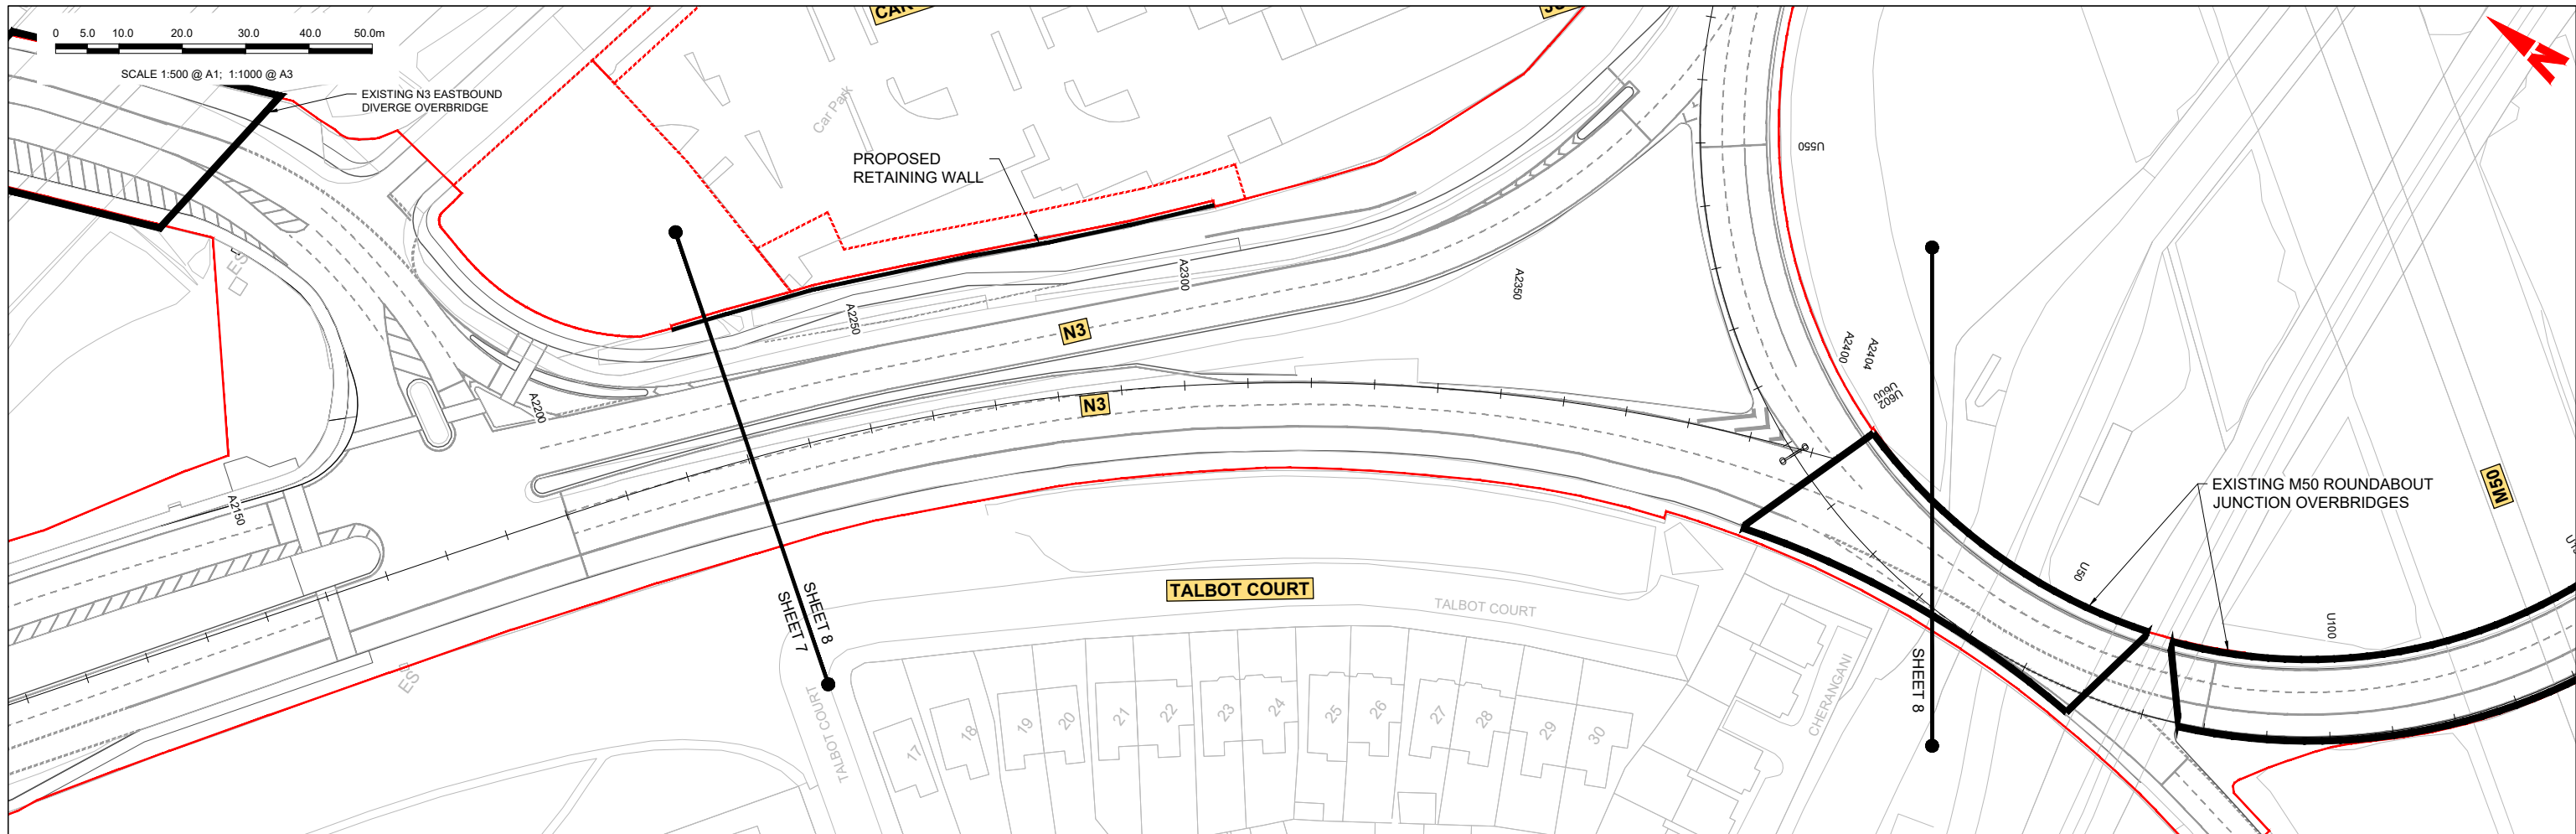 0 5.0 10.0 20.0 30.0 40.0 50.0m
SCALE 1:500 @ A1; 1:1000 @ A3
EXISTING N3 EASTBOUND
DIVERGE OVERBRIDGE
Car Park
PROPOSED
RETAINING WALL
N
U550
ES
A2150
A2200
A2250
A2300
A2350
A2400
A2404
U600
U602
N3
N3
SHEET 8
SHEET 7
TALBOT COURT
TALBOT COURT
TALBOT COURT
ES
17
18
19
20
21
22
23
24
25
26
27
28
29
30
CHERANGANI
SHEET 8
EXISTING M50 ROUNDABOUT
JUNCTION OVERBRIDGES
M50
U50
U100